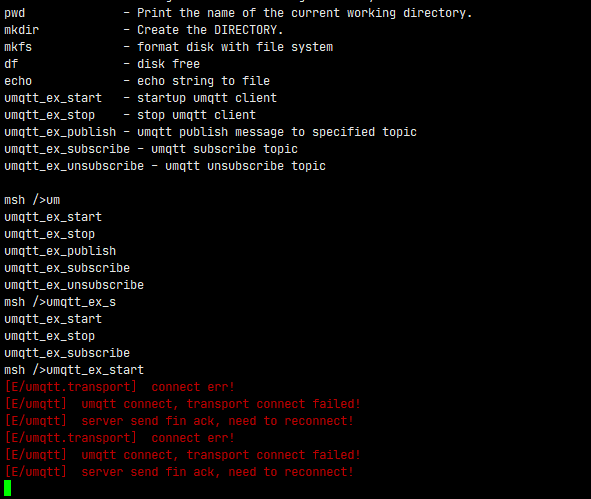 pwd              - Print the name of the current working directory.
mkdir            - Create the DIRECTORY.
mkfs             - format disk with file system
df               - disk free
echo             - echo string to file
umqtt_ex_start   - startup umqtt client
umqtt_ex_stop    - stop umqtt client
umqtt_ex_publish - umqtt publish message to specified topic
umqtt_ex_subscribe - umqtt subscribe topic
umqtt_ex_unsubscribe - umqtt unsubscribe topic

msh />um
umqtt_ex_start
umqtt_ex_stop
umqtt_ex_publish
umqtt_ex_subscribe
umqtt_ex_unsubscribe
msh />umqtt_ex_s
umqtt_ex_start
umqtt_ex_stop
umqtt_ex_subscribe
msh />umqtt_ex_start
[E/umqtt.transport]  connect err!
[E/umqtt]  umqtt connect, transport connect failed!
[E/umqtt]  server send fin ack, need to reconnect!
[E/umqtt.transport]  connect err!
[E/umqtt]  umqtt connect, transport connect failed!
[E/umqtt]  server send fin ack, need to reconnect!